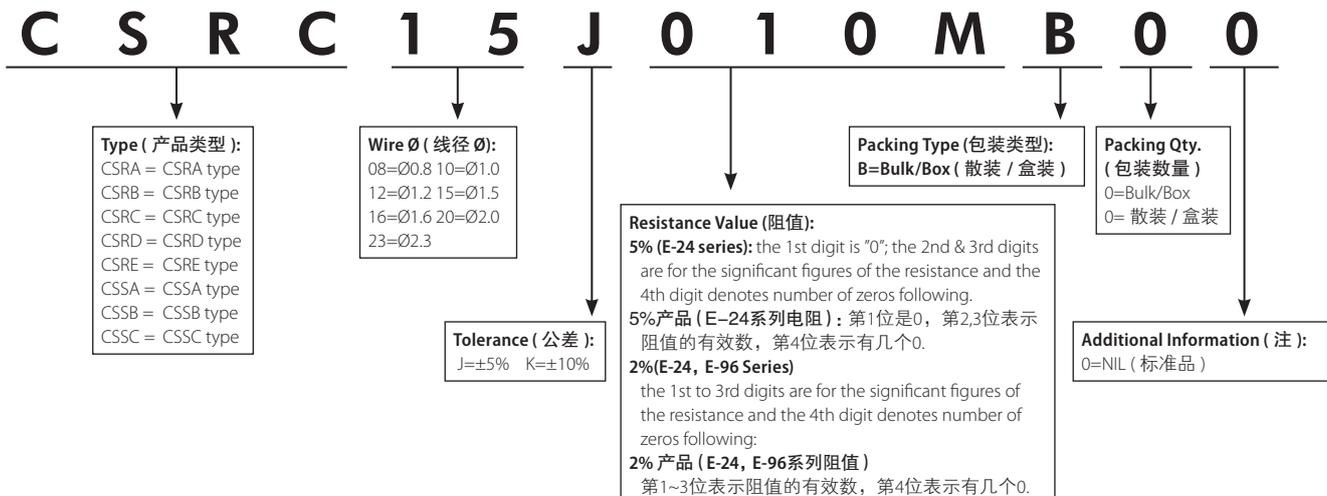 C S R C 1 5 J 0 1 0 M B 0 0
Type ( 产品类型 ):
CSRA = CSRA type
CSRB = CSRB type
CSRC = CSRC type
CSRD = CSRD type
CSRE = CSRE type
CSSA = CSSA type
CSSB = CSSB type
CSSC = CSSC type
Wire Ø ( 线径 Ø):
08=Ø0.8 10=Ø1.0
12=Ø1.2 15=Ø1.5
16=Ø1.6 20=Ø2.0
23=Ø2.3
Tolerance ( 公差 ):
J=±5% K=±10%
Resistance Value (阻值):
5% (E-24 series): the 1st digit is "0"; the 2nd & 3rd digits
are for the significant figures of the resistance and the
4th digit denotes number of zeros following.
5%产品 ( E–24系列电阻 ) : 第1位是0，第2,3位表示
阻值的有效数，第4位表示有几个0.
2%(E-24, E-96 Series)
the 1st to 3rd digits are for the significant figures of
the resistance and the 4th digit denotes number of
zeros following:
2% 产品 ( E-24, E-96系列阻值 )
第1~3位表示阻值的有效数，第4位表示有几个0.
Packing Type (包装类型):
B=Bulk/Box ( 散装 / 盒装 )
Packing Qty.
( 包装数量 )
0=Bulk/Box
0= 散装 / 盒装
Additional Information ( 注 ):
0=NIL ( 标准品 )